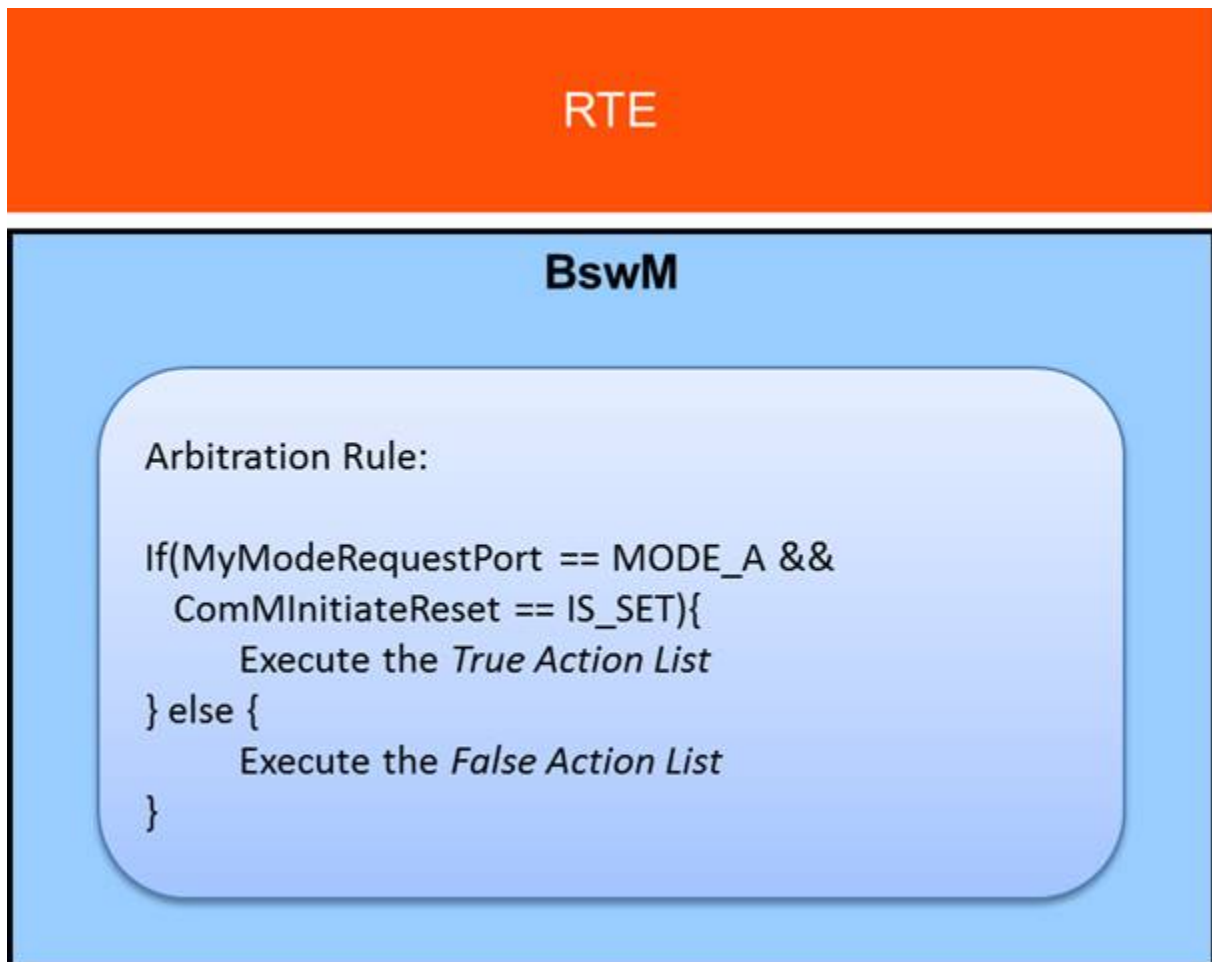 RTE
BswM
Arbitration Rule:
If(MyModeRequestPort == MODE_A &&
ComMInitiateReset == IS_SET){
Execute the True Action List
} else {
Execute the False Action List
}